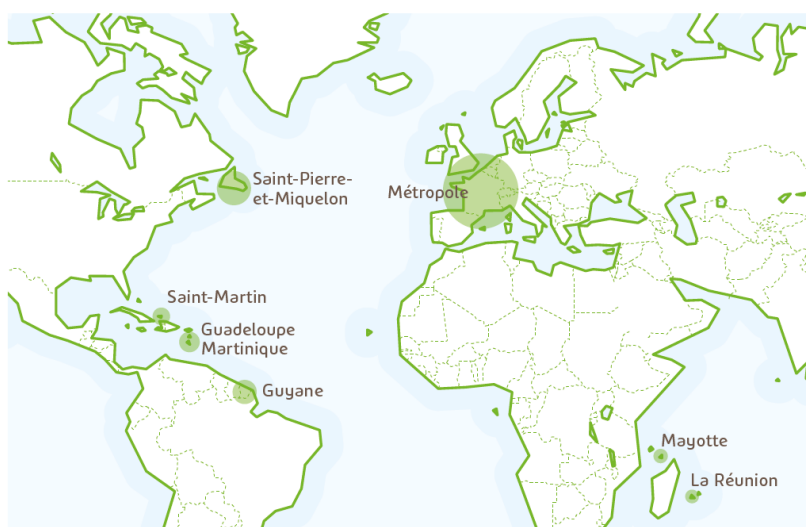 Saint-Pierre-
et-Miquelon
Métropole
Saint-Martin
Guadeloupe
Martinique
Guyane
Mayotte
La Réunion